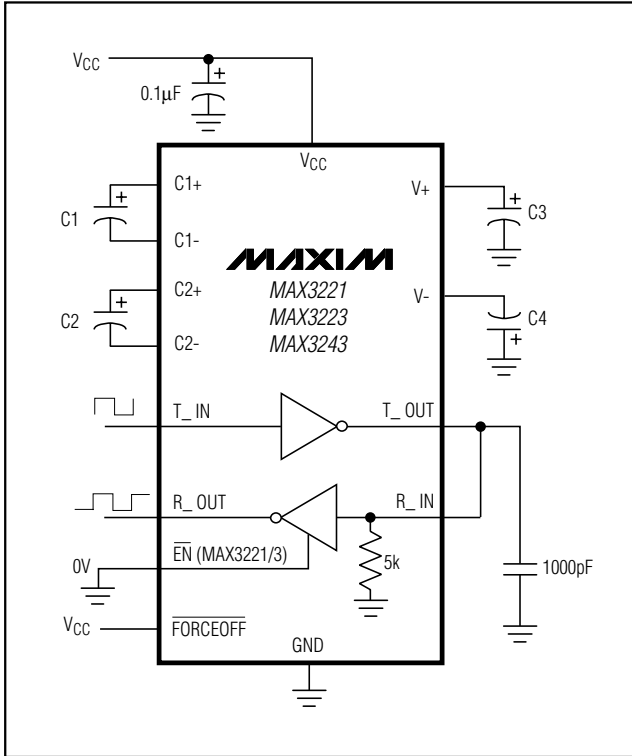 VCC
0.1μF
VCC
C1+
C1
C1-
C2+
C2
C2-
MAXIM
MAX3221
MAX3223
MAX3243
V+
C3
V-
C4
T_ IN
T_ OUT
R_ OUT
R_ IN
EN (MAX3221/3)
0V
5k
1000pF
VCC
FORCEOFF
GND